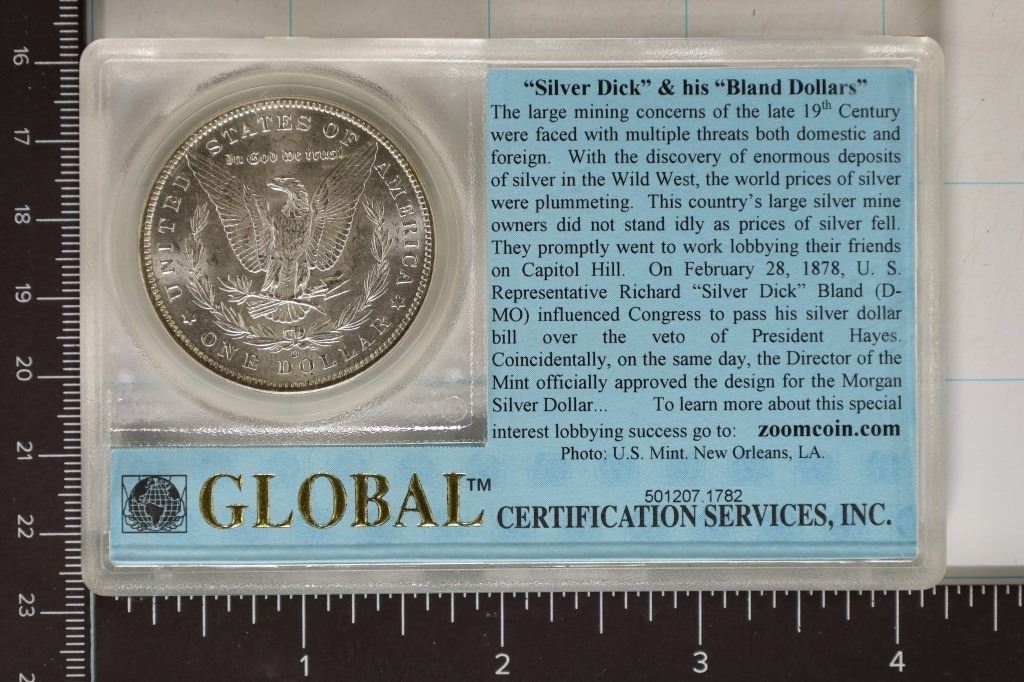 "Silver Dick" & his "Bland Dollars"
The large mining concerns of the late 19th Century
were faced with multiple threats both domestic and
foreign. With the discovery of enormous deposits
of silver in the Wild West, the world prices of silver
were plummeting. This country's large silver mine
owners did not stand idly as prices of silver fell.
They promptly went to work lobbying their friends
on Capitol Hill. On February 28, 1878, U. S.
Representative Richard "Silver Dick" Bland (D-
MO) influenced Congress to pass his silver dollar
bill over the veto of President Hayes.
Coincidentally, on the same day, the Director of the
Mint officially approved the design for the Morgan
Silver Dollar... To learn more about this special
interest lobbying success go to: zoomcoin.com
Photo: U.S. Mint. New Orleans, LA.
UNITED STATES OF AMERICA
In God we trust
ONE DOLLAR
GLOBAL™
501207.1782
CERTIFICATION SERVICES, INC.
16
17
18
19
20
21
22
23
1 2 3 4